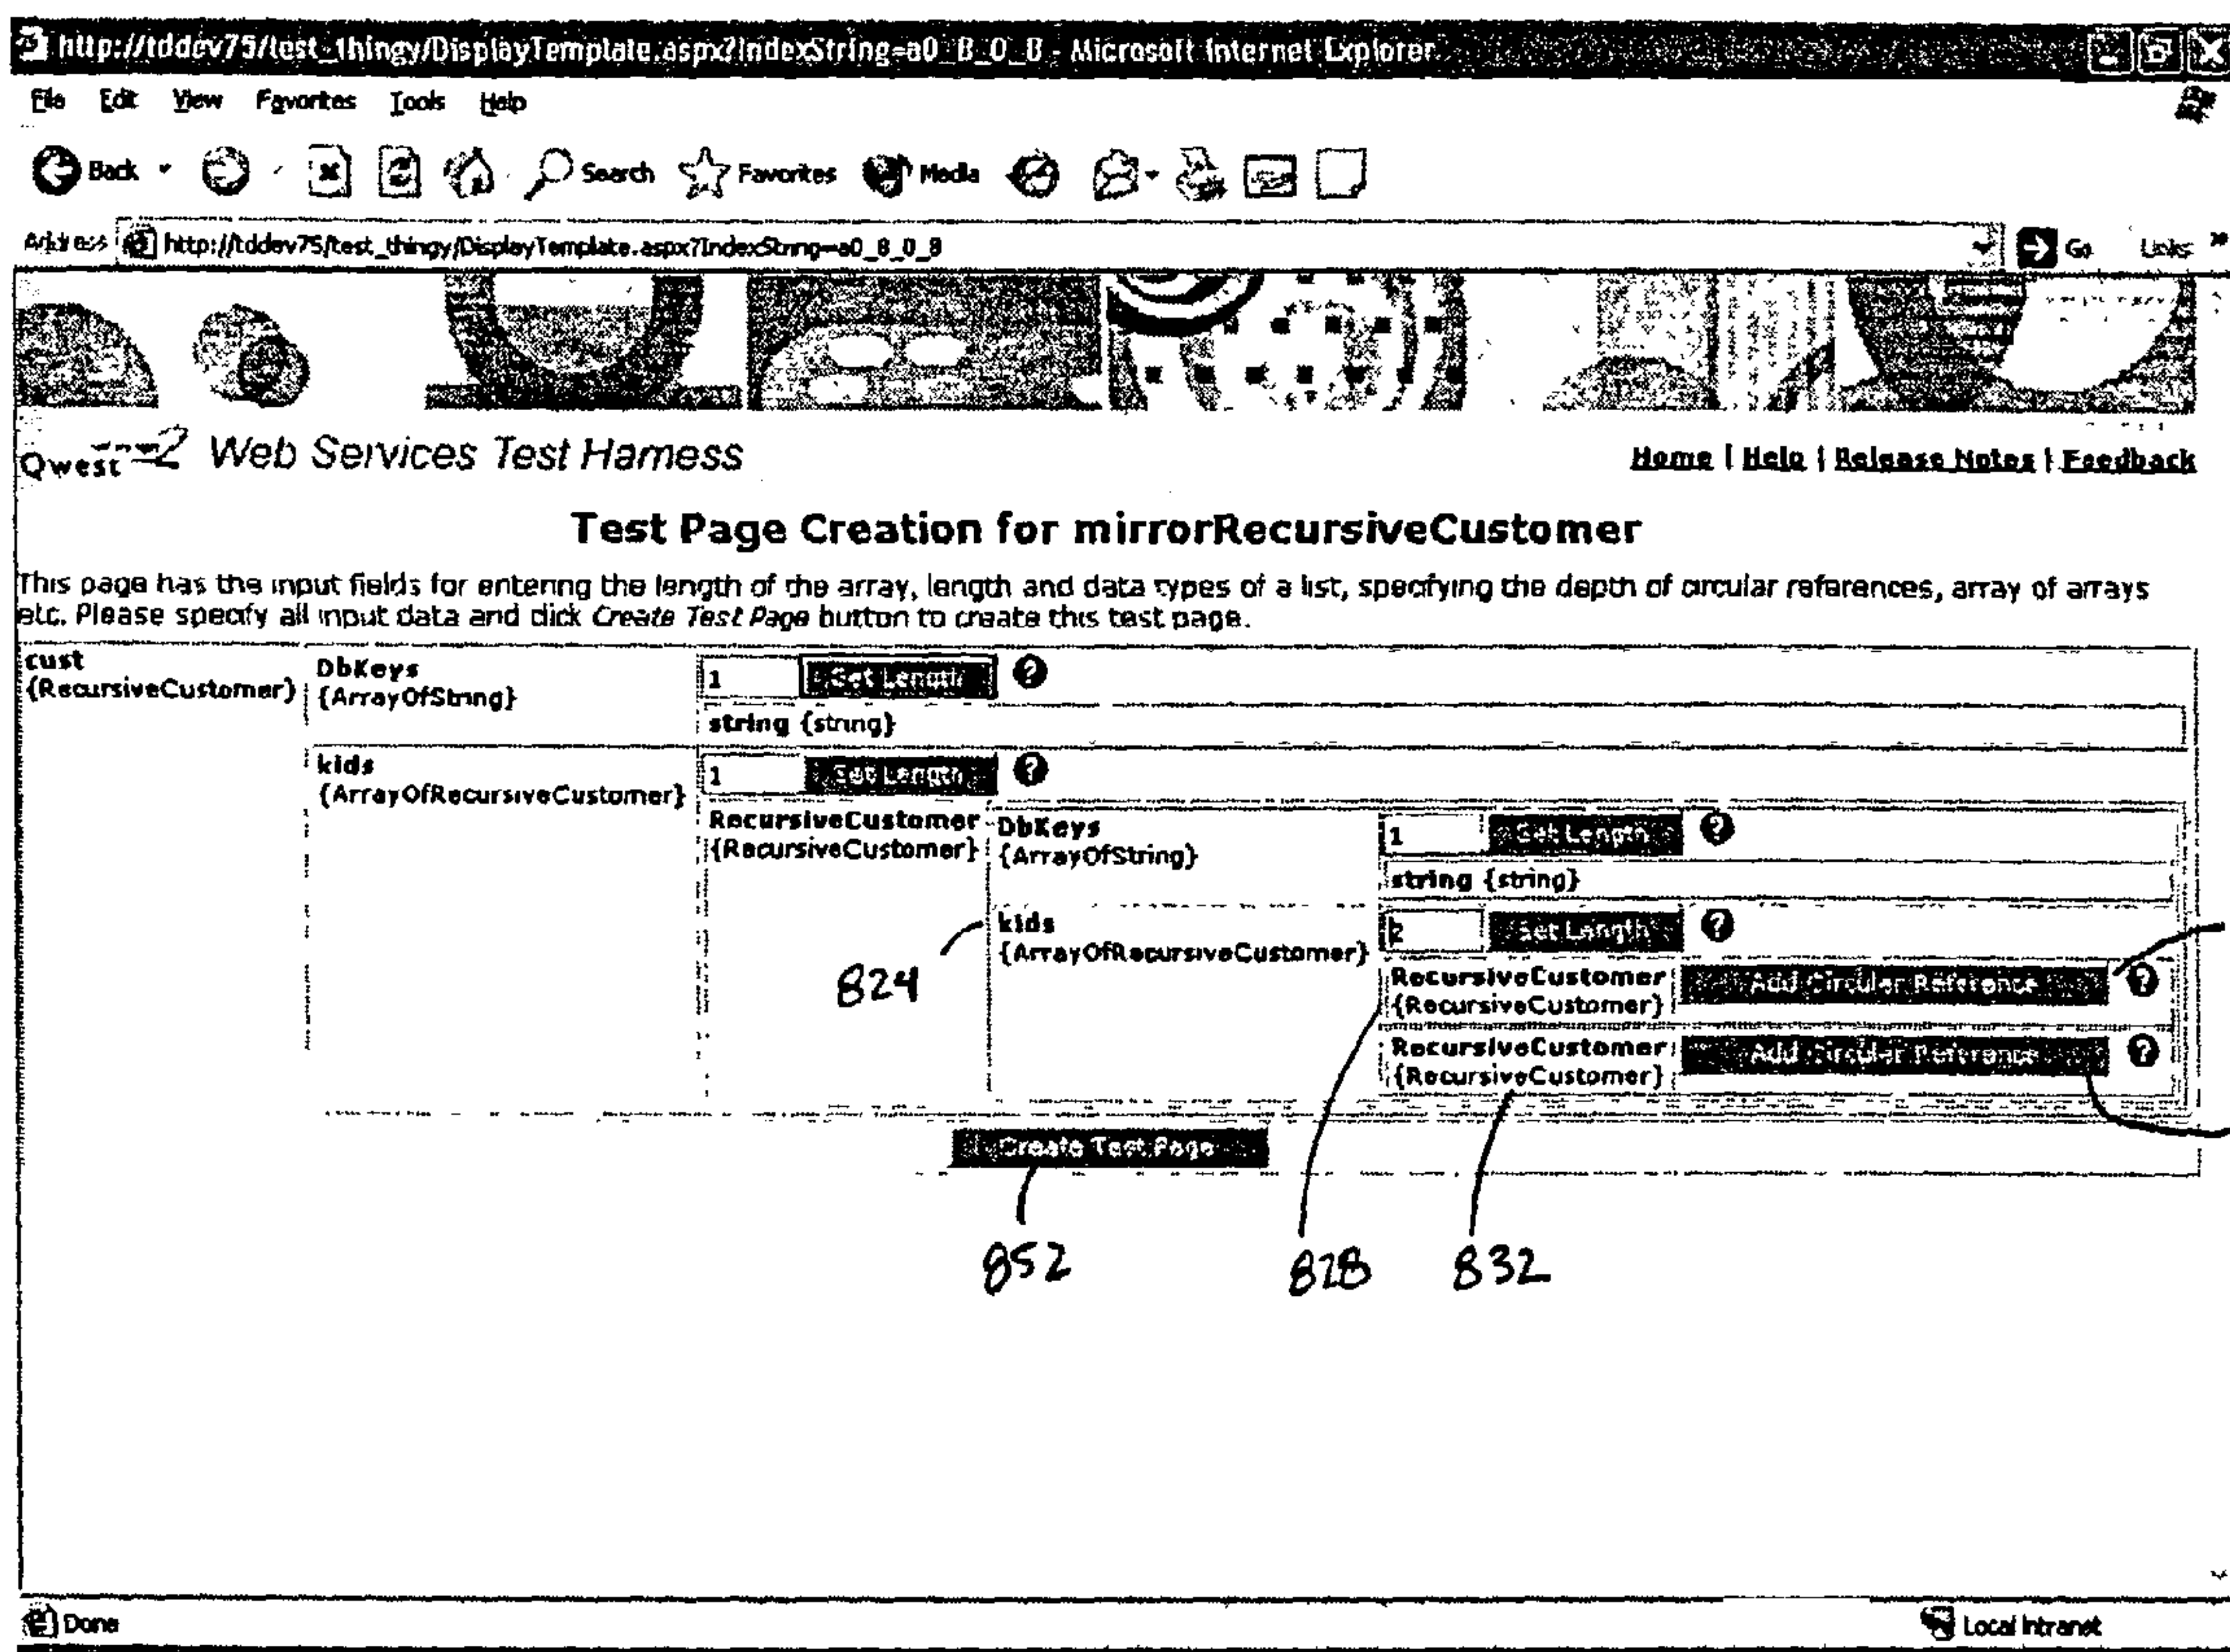 http://tddev75/test_thingy/DisplayTemplate.aspx?IndexString=a0_8_0_8 - Microsoft Internet Explorer
File Edit View Favorites Tools Help
Back Search Favorites Media
Address http://tddev75/test_thingy/DisplayTemplate.aspx?IndexString=a0_8_0_8 Go Links »
Qwest Web Services Test Harness
Home | Help | Release Notes | Feedback
Test Page Creation for mirrorRecursiveCustomer
This page has the input fields for entering the length of the array, length and data types of a list, specifying the depth of circular references, array of arrays
etc. Please specify all input data and click Create Test Page button to create this test page.
cust
{RecursiveCustomer}
DbKeys
{ArrayOfString}
1 Set Length ?
string {string}
kids
{ArrayOfRecursiveCustomer}
1 Set Length ?
RecursiveCustomer
{RecursiveCustomer}
DbKeys
{ArrayOfString}
1 Set Length ?
string {string}
kids
{ArrayOfRecursiveCustomer}
2 Set Length ?
RecursiveCustomer
{RecursiveCustomer}
Add Circular Reference ?
RecursiveCustomer
{RecursiveCustomer}
Add Circular Reference ?
824
Create Test Page
852 828 832
Done Local intranet